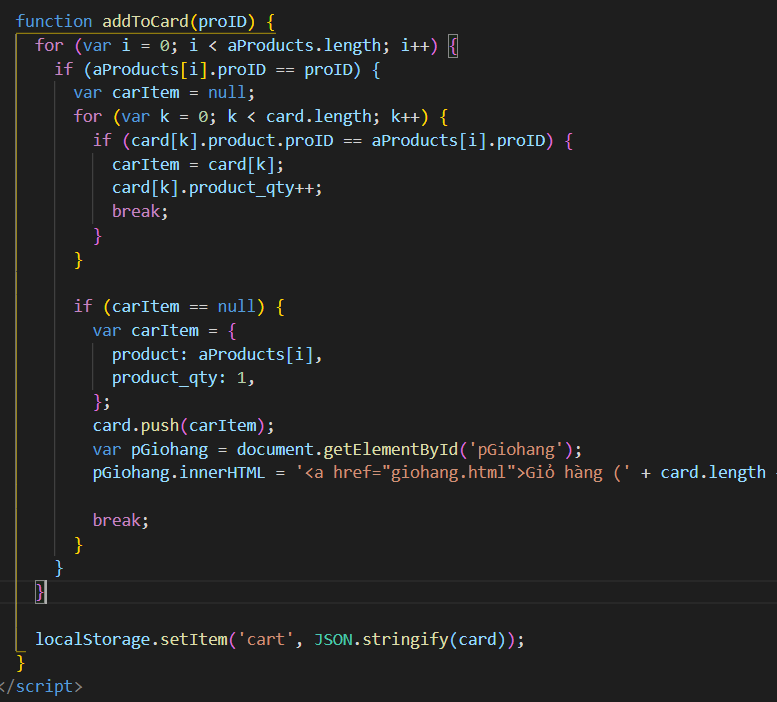 function addToCard(proID) {
for (var i = 0; i < aProducts.length; i++) {
if (aProducts[i].proID == proID) {
var carItem = null;
for (var k = 0; k < card.length; k++) {
if (card[k].product.proID == aProducts[i].proID) {
carItem = card[k];
card[k].product_qty++;
break;
}
}
if (carItem == null) {
var carItem = {
product: aProducts[i],
product_qty: 1,
};
card.push(carItem);
var pGiohang = document.getElementById('pGiohang');
pGiohang.innerHTML = '<a href="giohang.html">Giỏ hàng (' + card.length
break;
}
}
}
localStorage.setItem('cart', JSON.stringify(card));
}
</script>